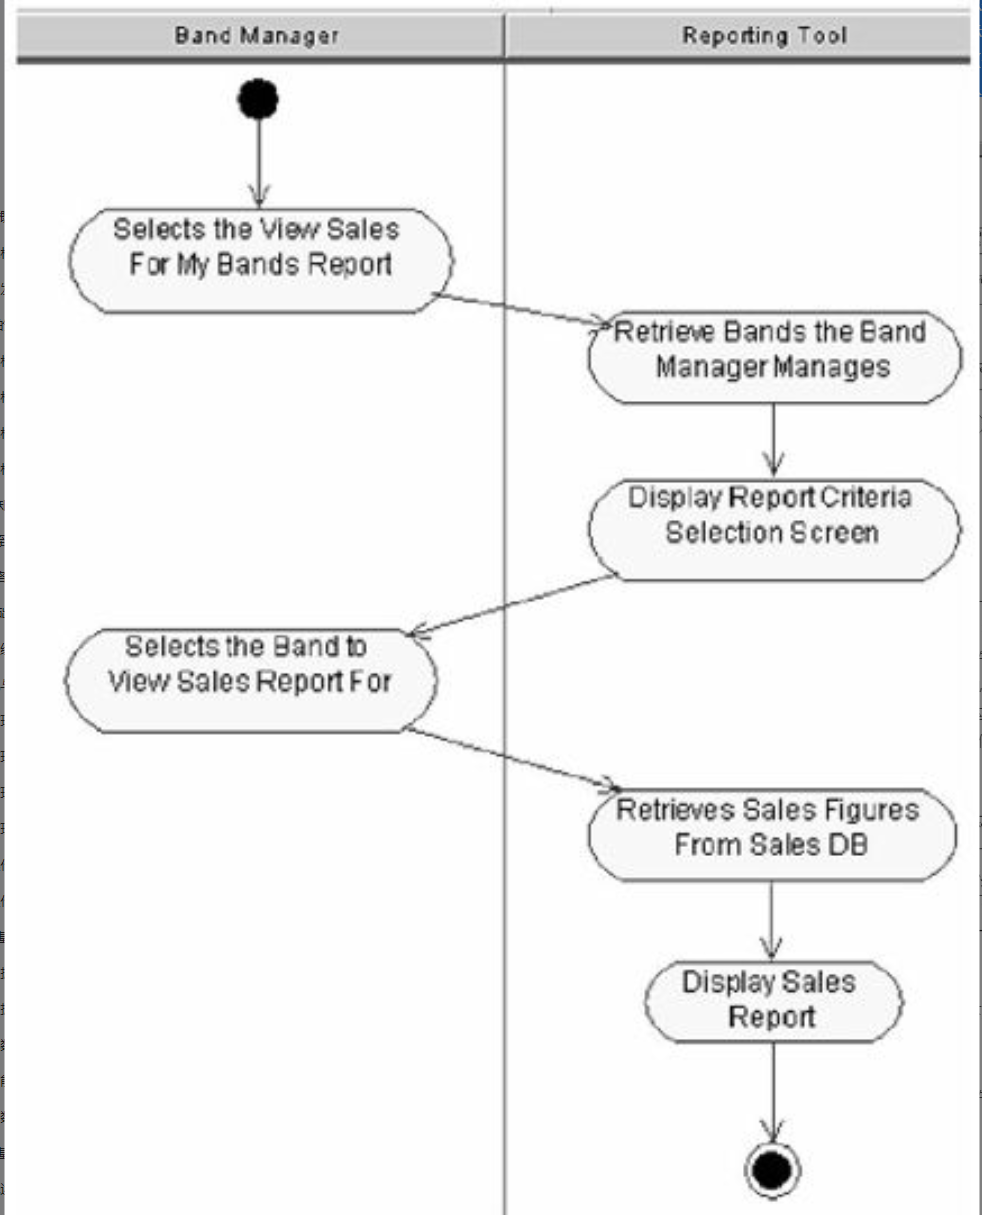 Band Manager
Reporting Tool
Selects the View Sales
For My Bands Report
Retrieve Bands the Band
Manager Manages
Display Report Criteria
Selection Screen
Selects the Band to
View Sales Report For
Retrieves Sales Figures
From Sales DB
Display Sales
Report